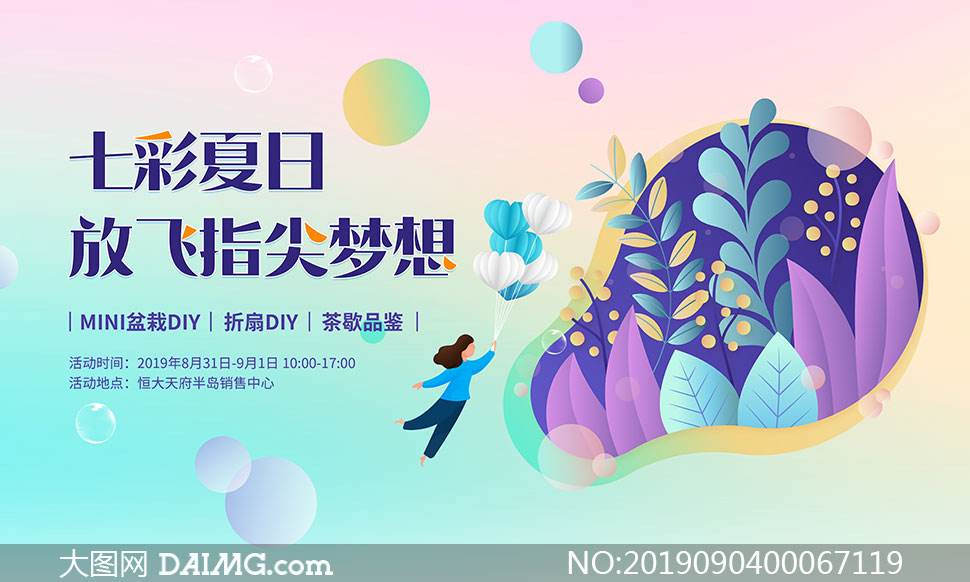 七彩夏日
放飞指尖梦想
| MINI盆栽DIY | 折扇DIY | 茶歇品鉴 |
活动时间：2019年8月31日-9月1日 10:00-17:00
活动地点：恒大天府半岛销售中心
大图网 DAIMG.com NO:2019090400067119